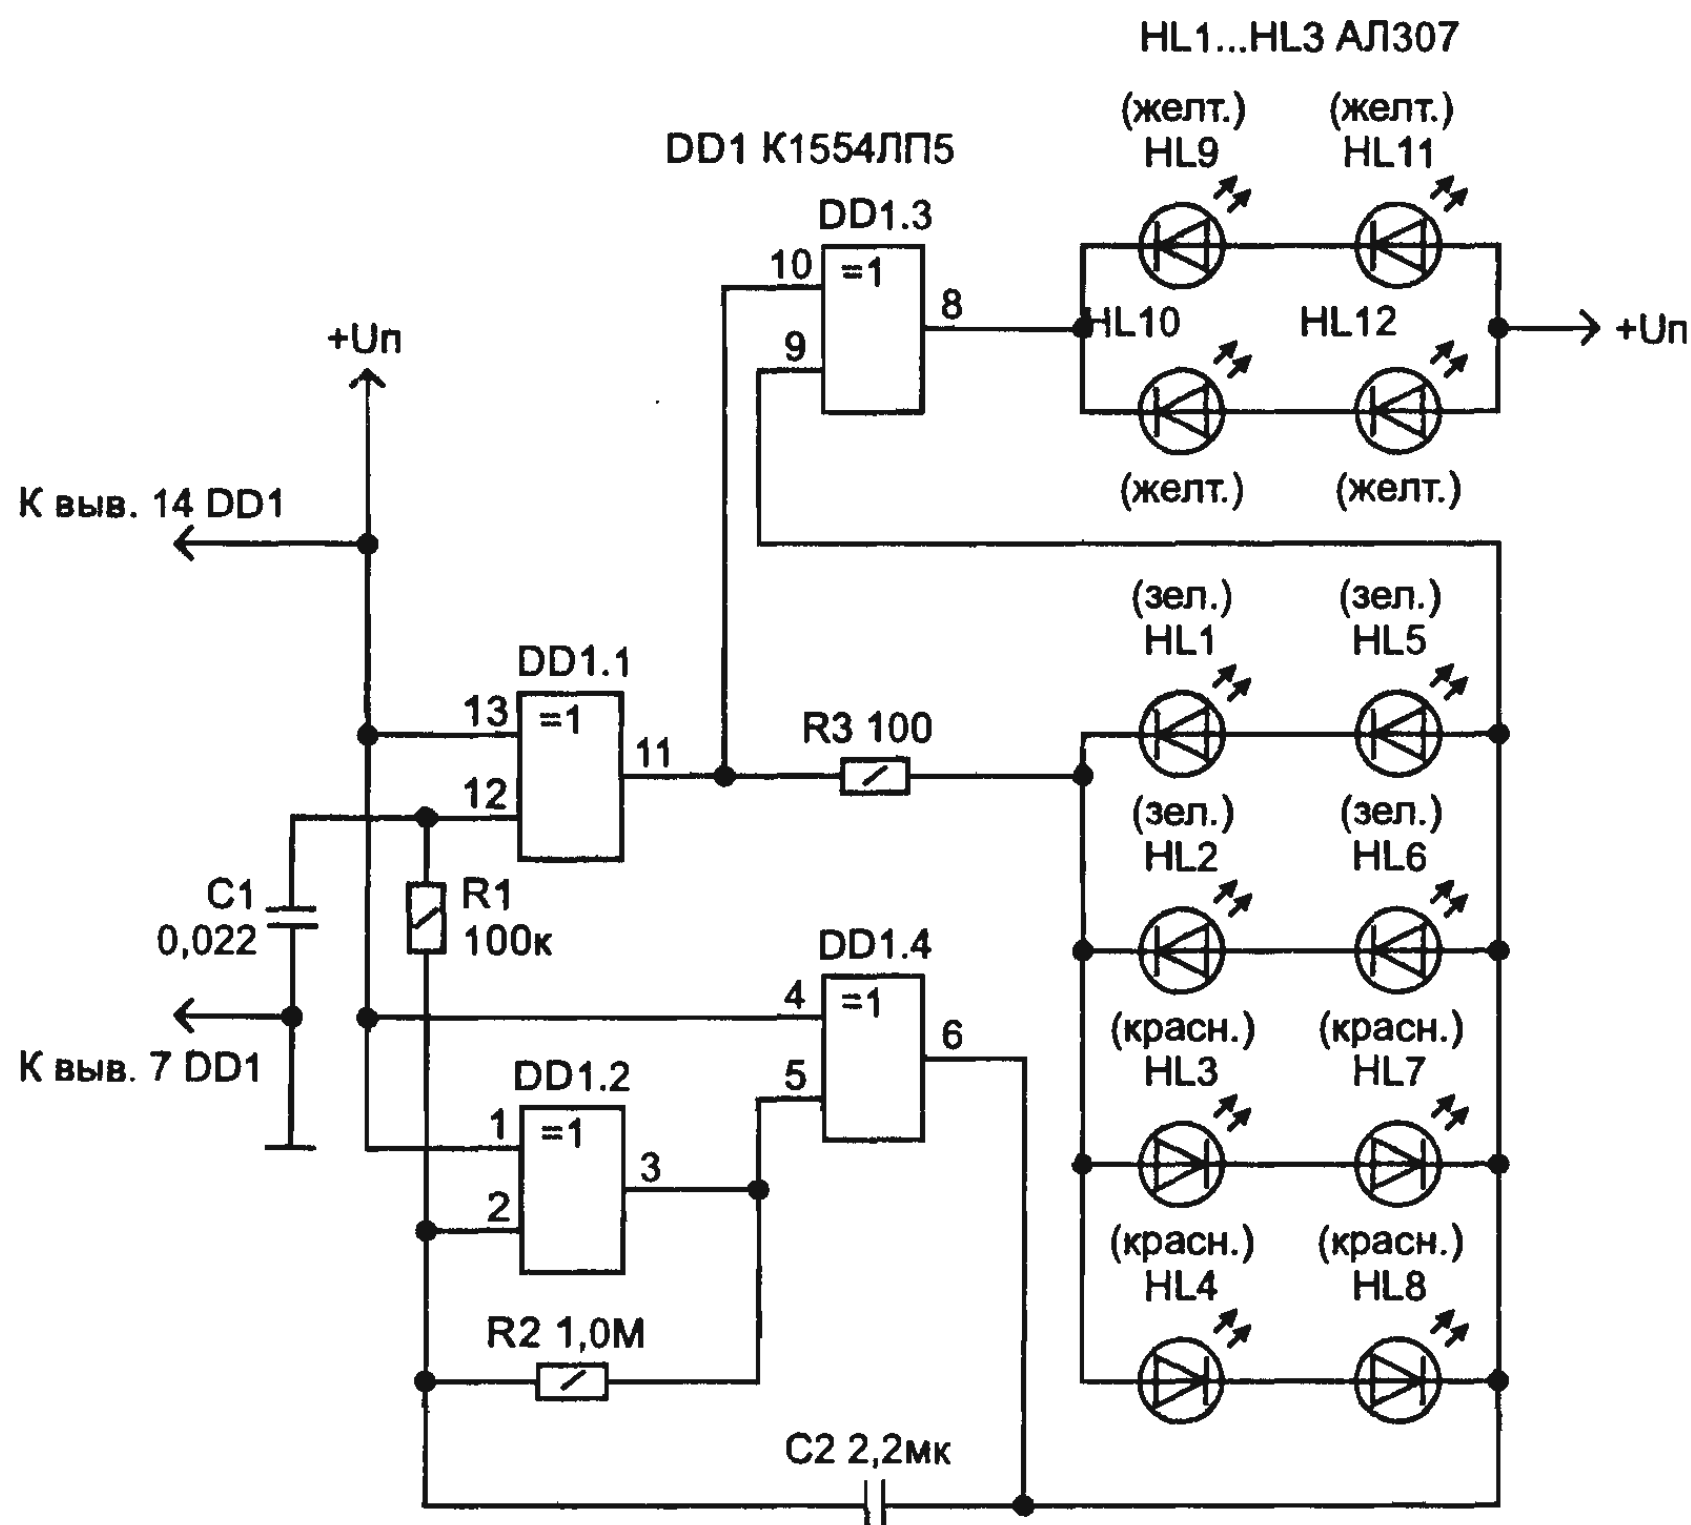 HL1...HL3 АЛ307
(желт.) (желт.)
HL9 HL11
DD1 К1554ЛП5
DD1.3
10 =1
8
9
HL10 HL12
+Uп
+Uп
(желт.) (желт.)
К выв. 14 DD1
(зел.) (зел.)
HL1 HL5
DD1.1
13 =1
11
12
R3 100
(зел.) (зел.)
HL2 HL6
C1
0,022
R1
100к
DD1.4
4 =1
6
5
(красн.) (красн.)
HL3 HL7
К выв. 7 DD1
DD1.2
1 =1
3
2
(красн.) (красн.)
HL4 HL8
R2 1,0М
C2 2,2мк